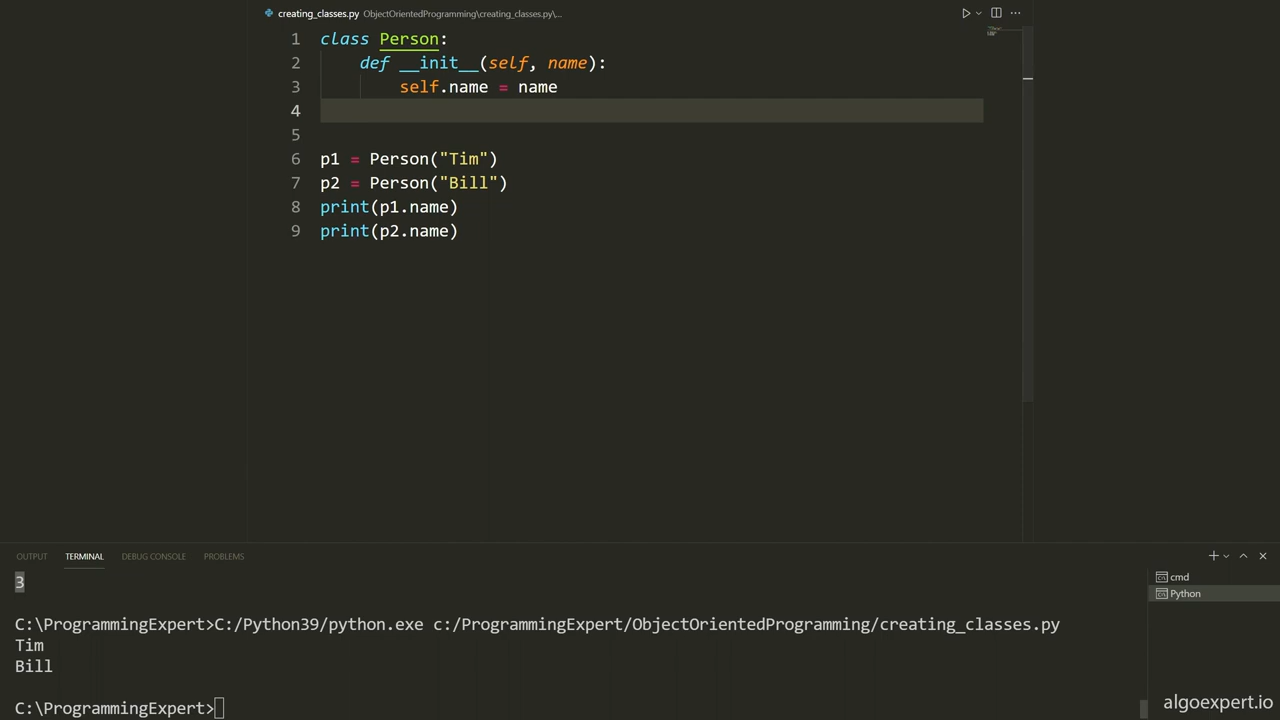 creating_classes.py ObjectOrientedProgramming\creating_classes.py\...
1 class Person:
2     def __init__(self, name):
3         self.name = name
4
5
6 p1 = Person("Tim")
7 p2 = Person("Bill")
8 print(p1.name)
9 print(p2.name)
OUTPUT TERMINAL DEBUG CONSOLE PROBLEMS
3
cmd
Python
C:\ProgrammingExpert>C:/Python39/python.exe c:/ProgrammingExpert/ObjectOrientedProgramming/creating_classes.py
Tim
Bill
C:\ProgrammingExpert>
algoexpert.io